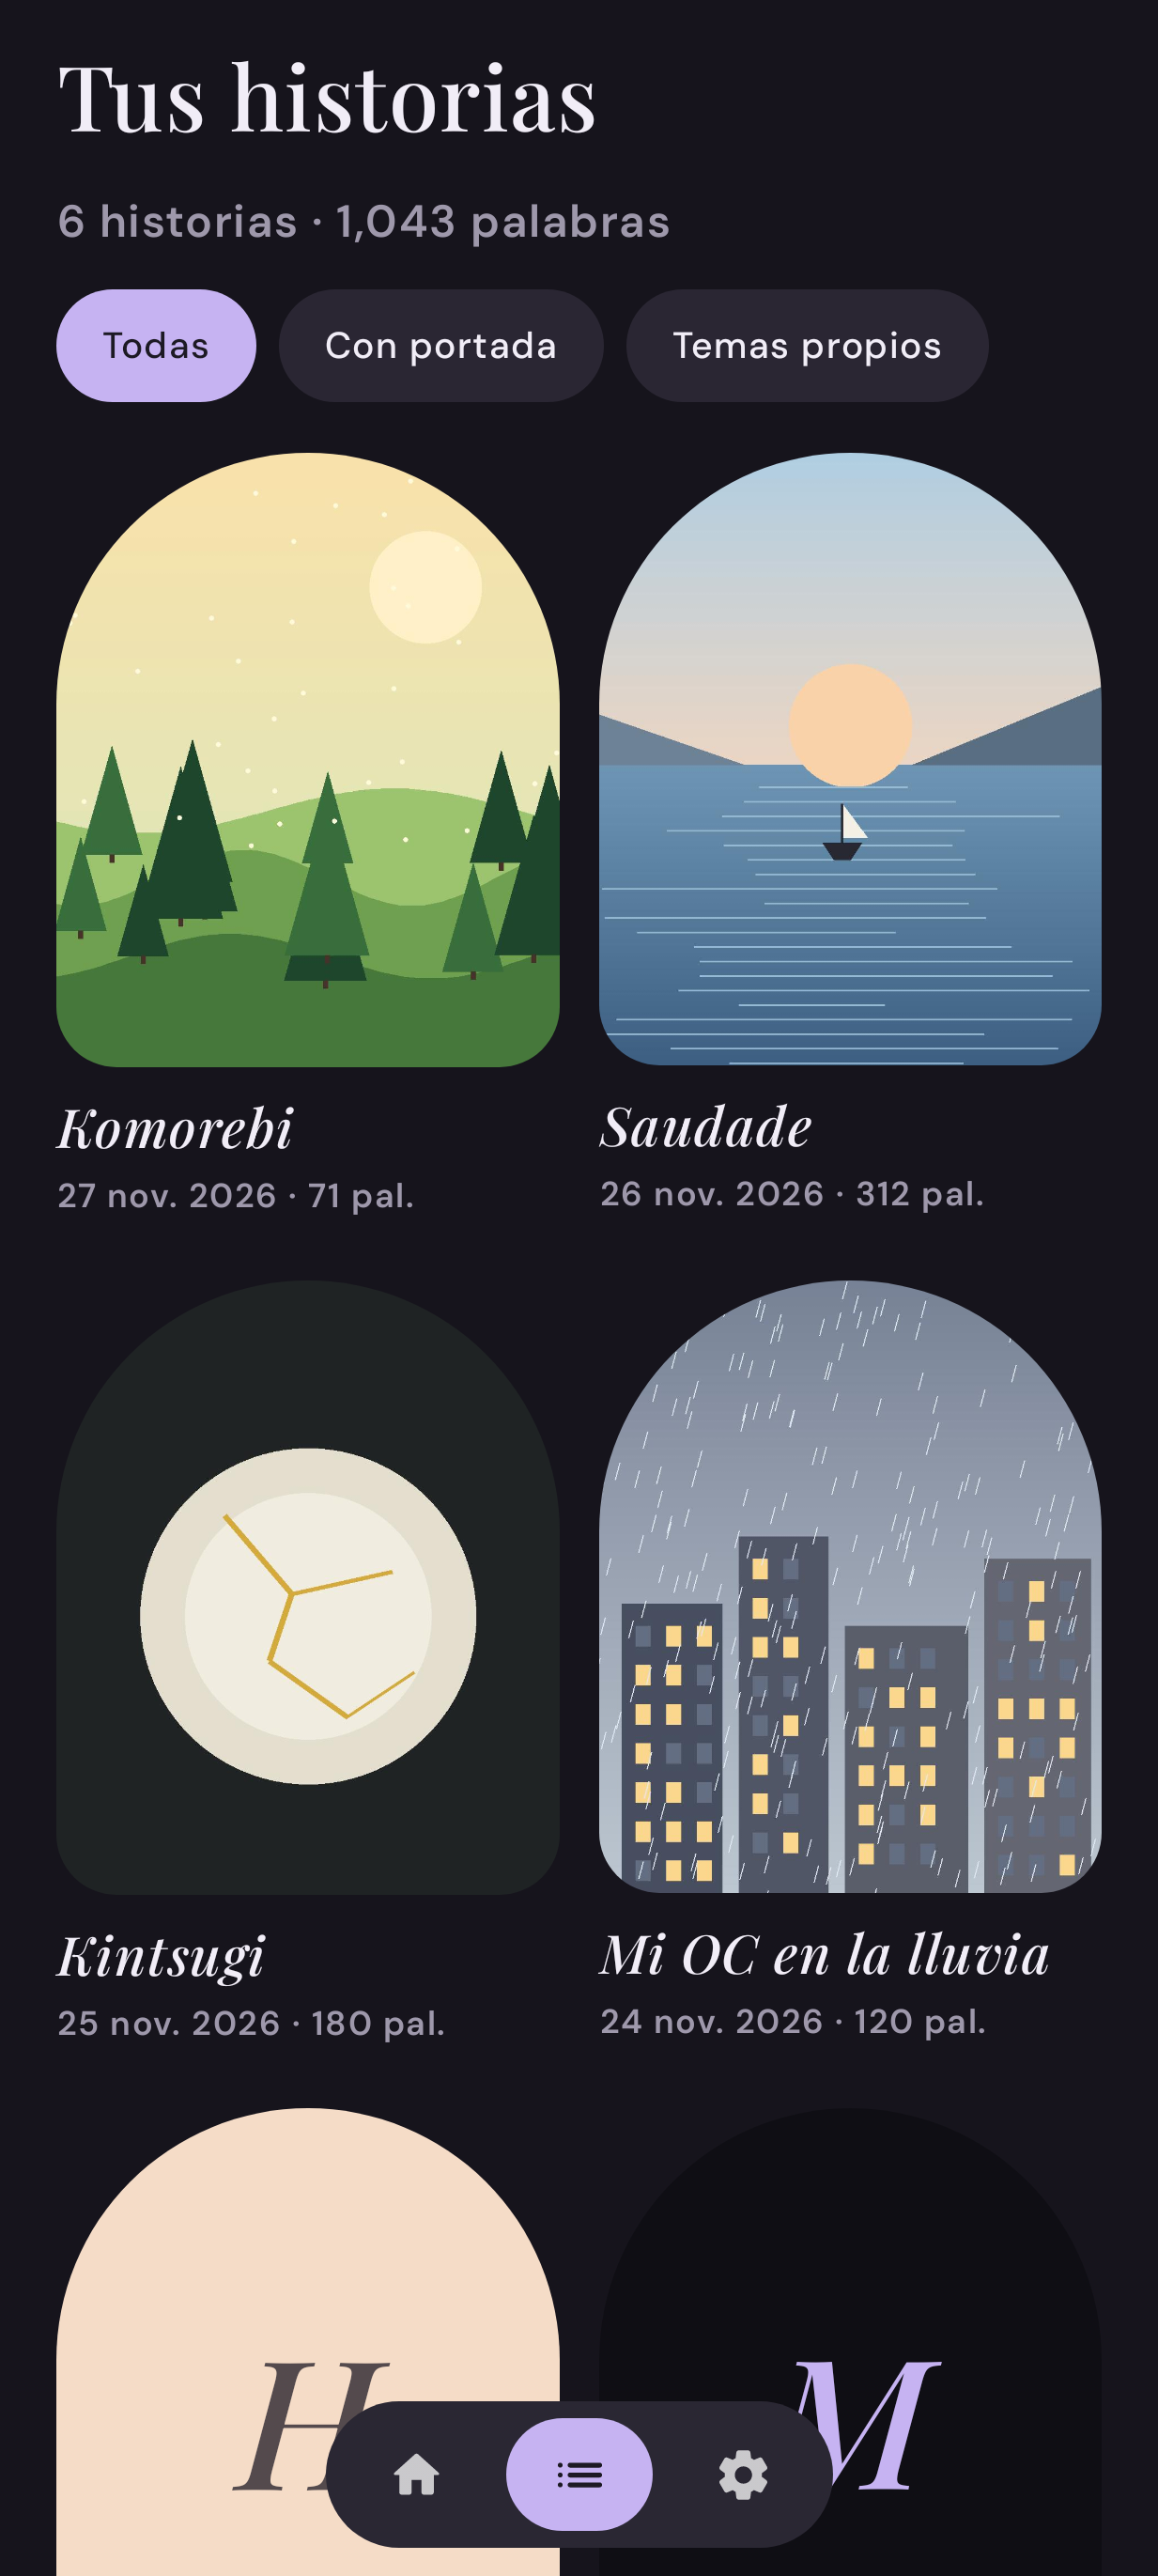 Tus historias
6 historias · 1,043 palabras
Todas
Con portada
Temas propios
Komorebi
27 nov. 2026 · 71 pal.
Saudade
26 nov. 2026 · 312 pal.
Kintsugi
25 nov. 2026 · 180 pal.
Mi OC en la lluvia
24 nov. 2026 · 120 pal.
H
M